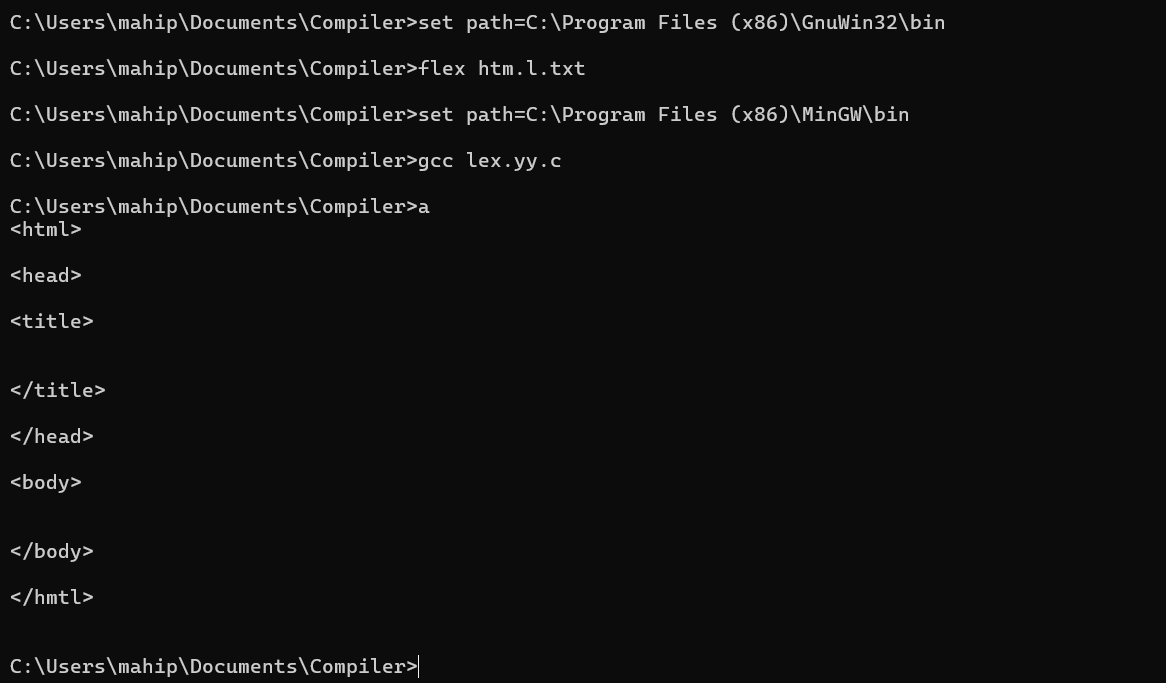 C:\Users\mahip\Documents\Compiler>set path=C:\Program Files (x86)\GnuWin32\bin
C:\Users\mahip\Documents\Compiler>flex htm.l.txt
C:\Users\mahip\Documents\Compiler>set path=C:\Program Files (x86)\MinGW\bin
C:\Users\mahip\Documents\Compiler>gcc lex.yy.c
C:\Users\mahip\Documents\Compiler>a
<html>
<head>
<title>
</title>
</head>
<body>
</body>
</hmtl>
C:\Users\mahip\Documents\Compiler>